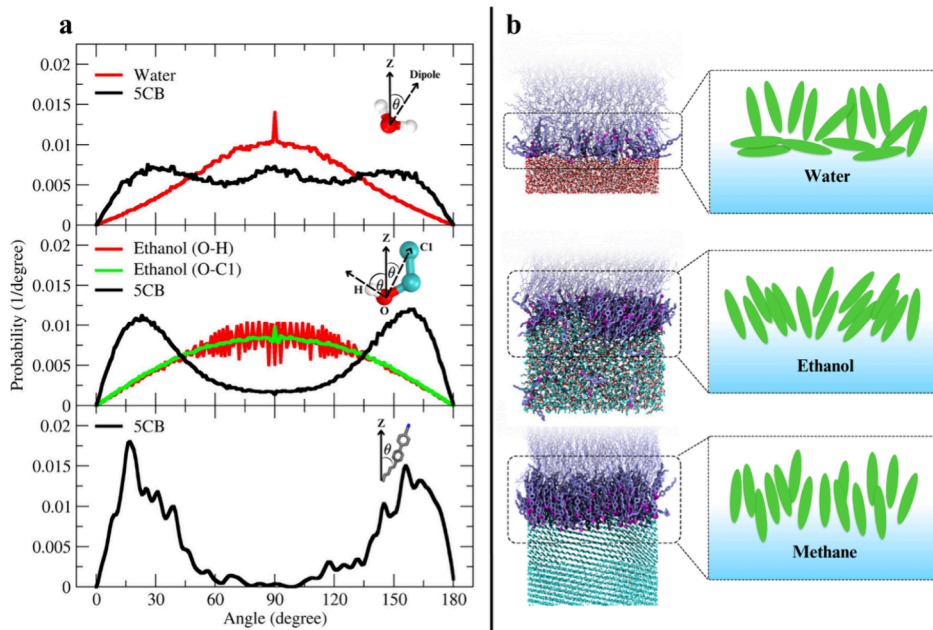 a
b
Probability (1/degree)
0.02
0.015
0.01
0.005
0
Water
5CB
Z
θ
Dipole
0.02
0.015
0.01
0.005
0
Ethanol (O-H)
Ethanol (O-C1)
5CB
Z
C1
θ
θ
H
O
0.02
0.015
0.01
0.005
0
5CB
Z
θ
0 30 60 90 120 150 180
Angle (degree)
Water
Ethanol
Methane